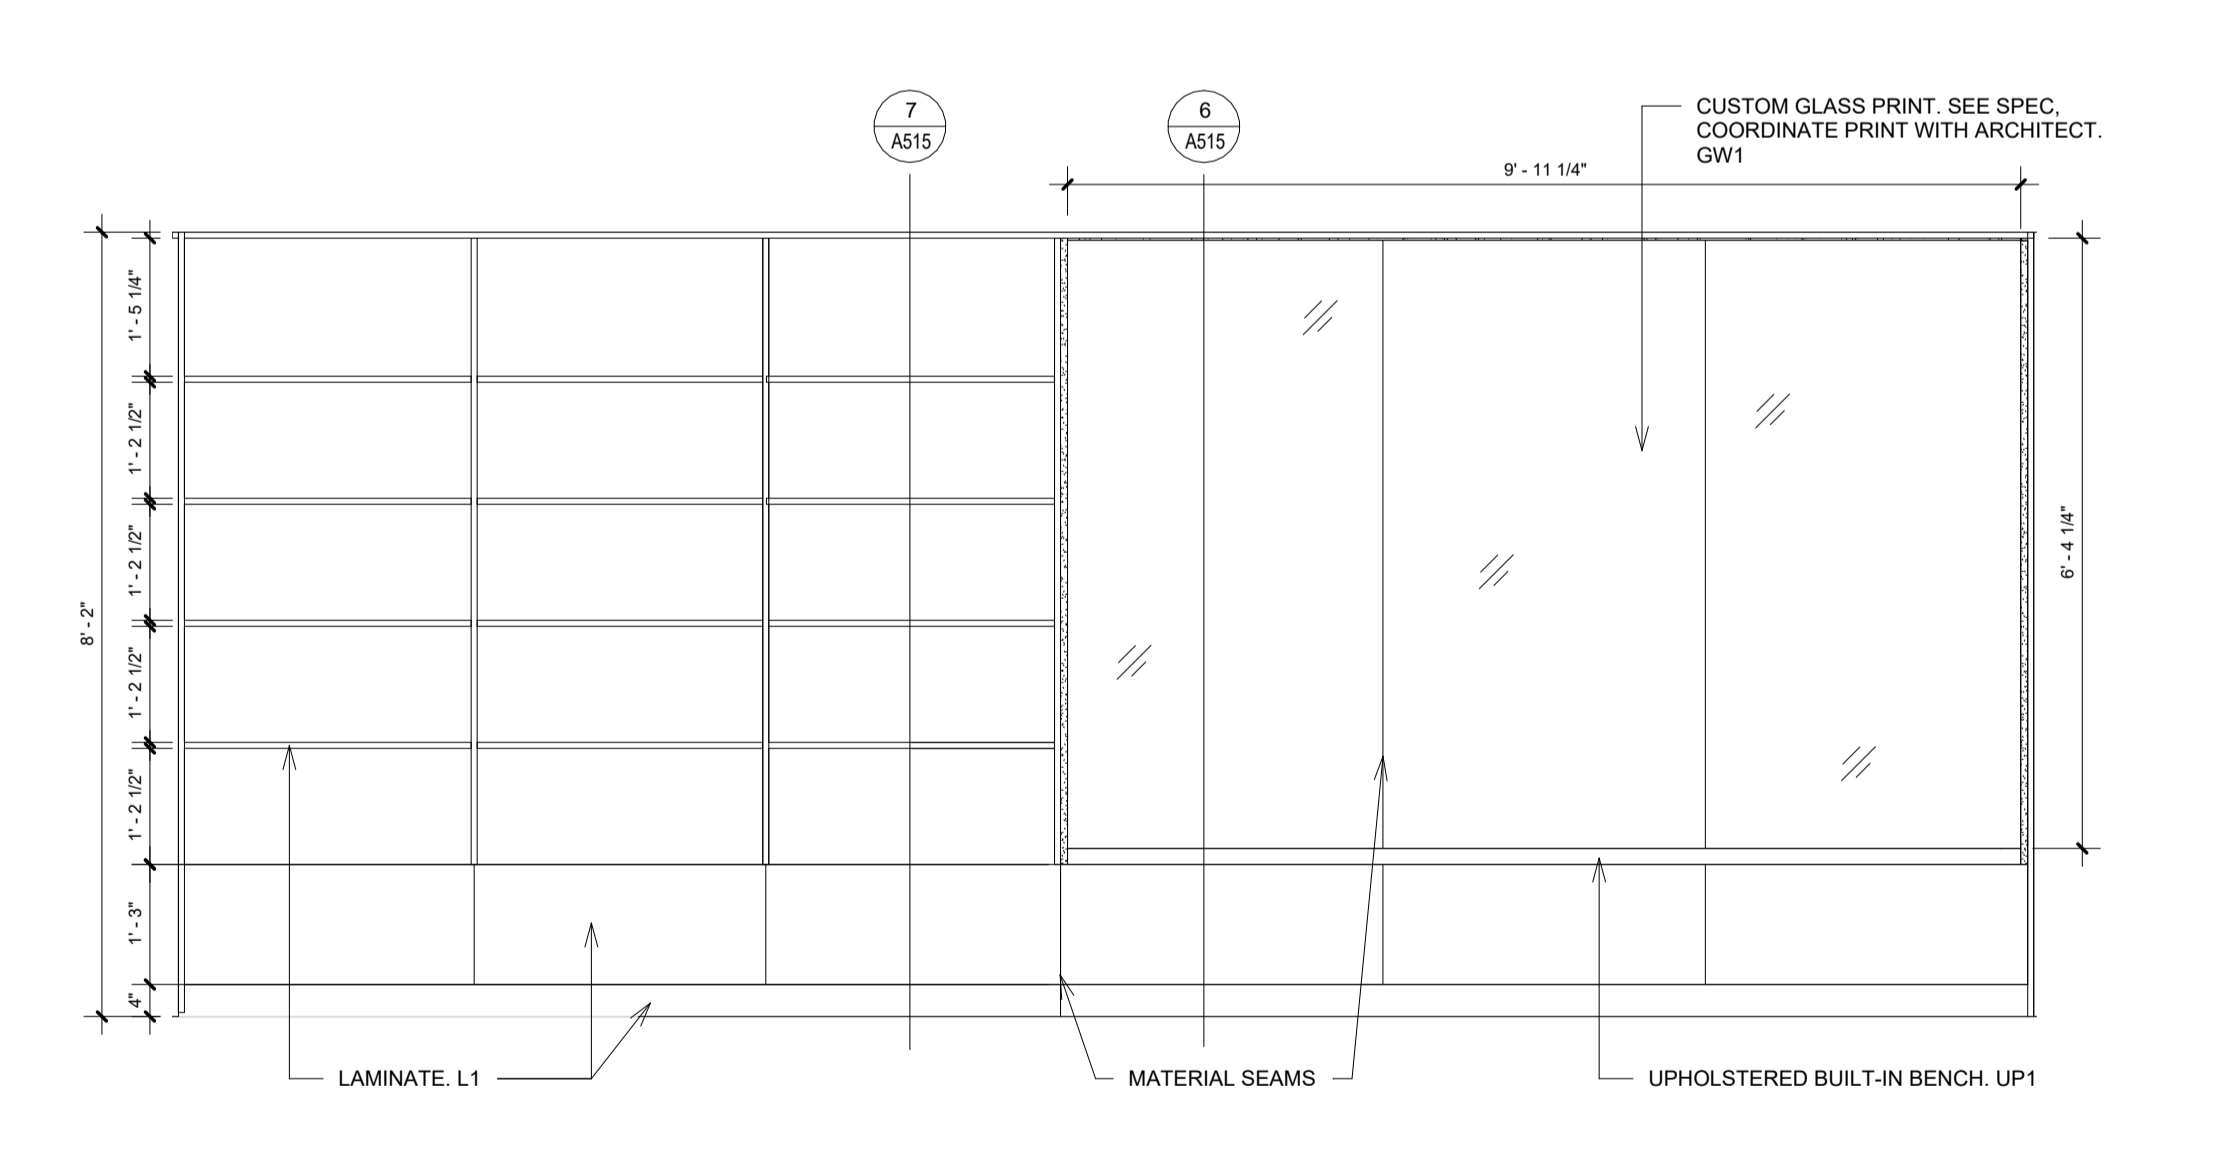 7
A515
6
A515
CUSTOM GLASS PRINT. SEE SPEC,
COORDINATE PRINT WITH ARCHITECT.
GW1
9' - 11 1/4"
8' - 2"
1' - 5 1/4"
1' - 2 1/2"
1' - 2 1/2"
1' - 2 1/2"
1' - 2 1/2"
1' - 3"
4"
6' - 4 1/4"
LAMINATE. L1
MATERIAL SEAMS
UPHOLSTERED BUILT-IN BENCH. UP1